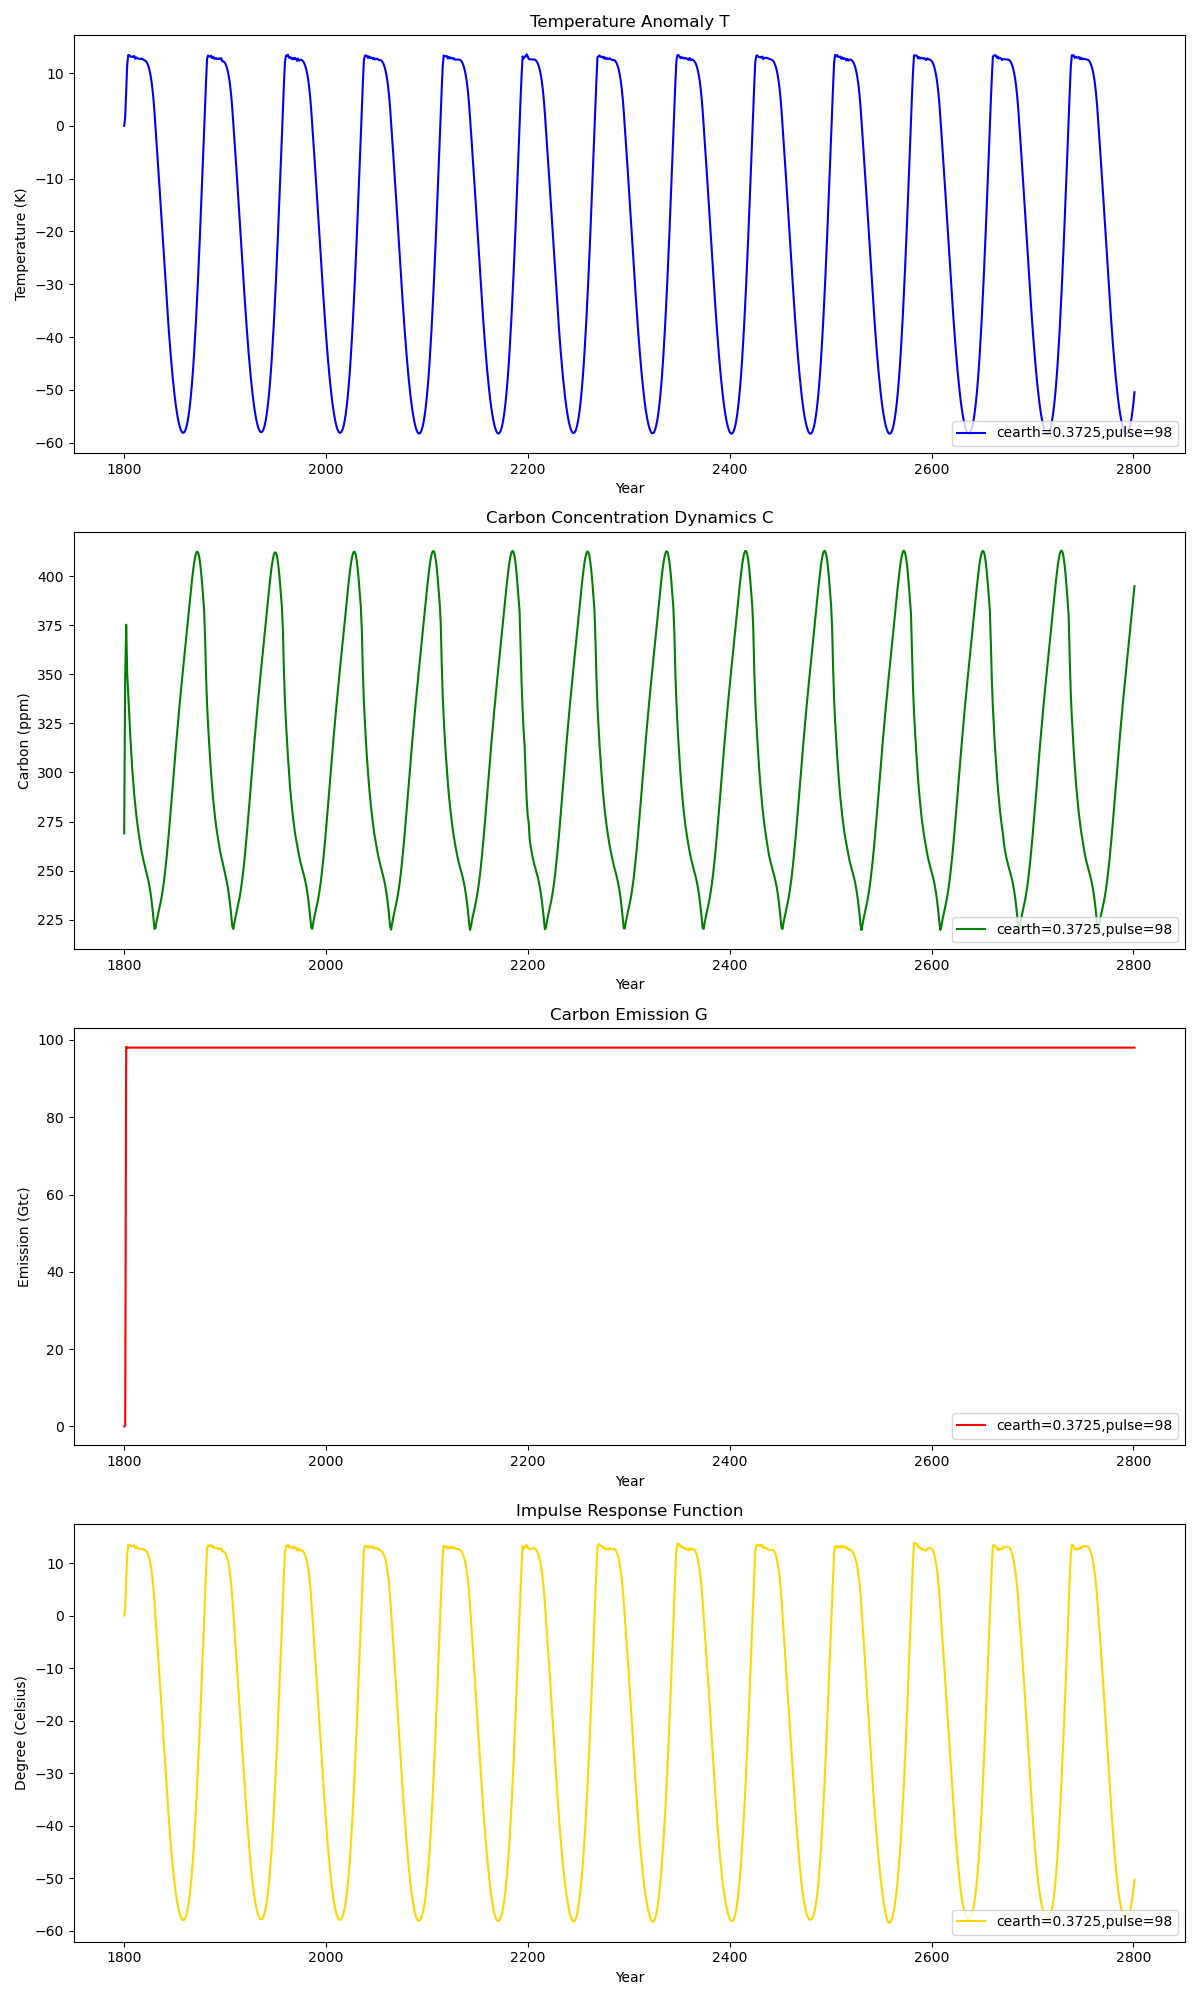 Temperature Anomaly T
10
0
−10
−20
−30
−40
−50
−60
Temperature (K)
cearth=0.3725,pulse=98
1800 2000 2200 2400 2600 2800
Year
Carbon Concentration Dynamics C
400
375
350
325
300
275
250
225
Carbon (ppm)
cearth=0.3725,pulse=98
1800 2000 2200 2400 2600 2800
Year
Carbon Emission G
100
80
60
40
20
0
Emission (Gtc)
cearth=0.3725,pulse=98
1800 2000 2200 2400 2600 2800
Year
Impulse Response Function
10
0
−10
−20
−30
−40
−50
−60
Degree (Celsius)
cearth=0.3725,pulse=98
1800 2000 2200 2400 2600 2800
Year